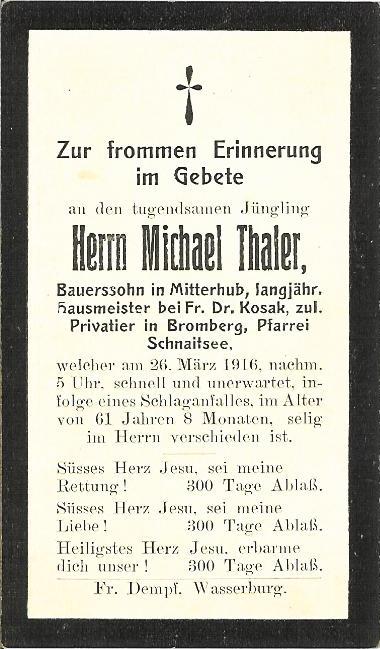 Zur frommen Erinnerung
im Gebete
an den tugendsamen Jüngling
Herrn Michael Thaler,
Bauerssohn in Mitterhub, langjähr.
Hausmeister bei Fr. Dr. Kosak, zul.
Privatier in Bromberg, Pfarrei
Schnaitsee,
welcher am 26. März 1916, nachm.
5 Uhr, schnell und unerwartet, in-
folge eines Schlaganfalles, im Alter
von 61 Jahren 8 Monaten, selig
im Herrn verschieden ist.
Süsses Herz Jesu, sei meine
Rettung! 300 Tage Ablaß.
Süsses Herz Jesu, sei meine
Liebe! 300 Tage Ablaß.
Heiligstes Herz Jesu, erbarme
dich unser! 300 Tage Ablaß.
Fr. Dempf. Wasserburg.